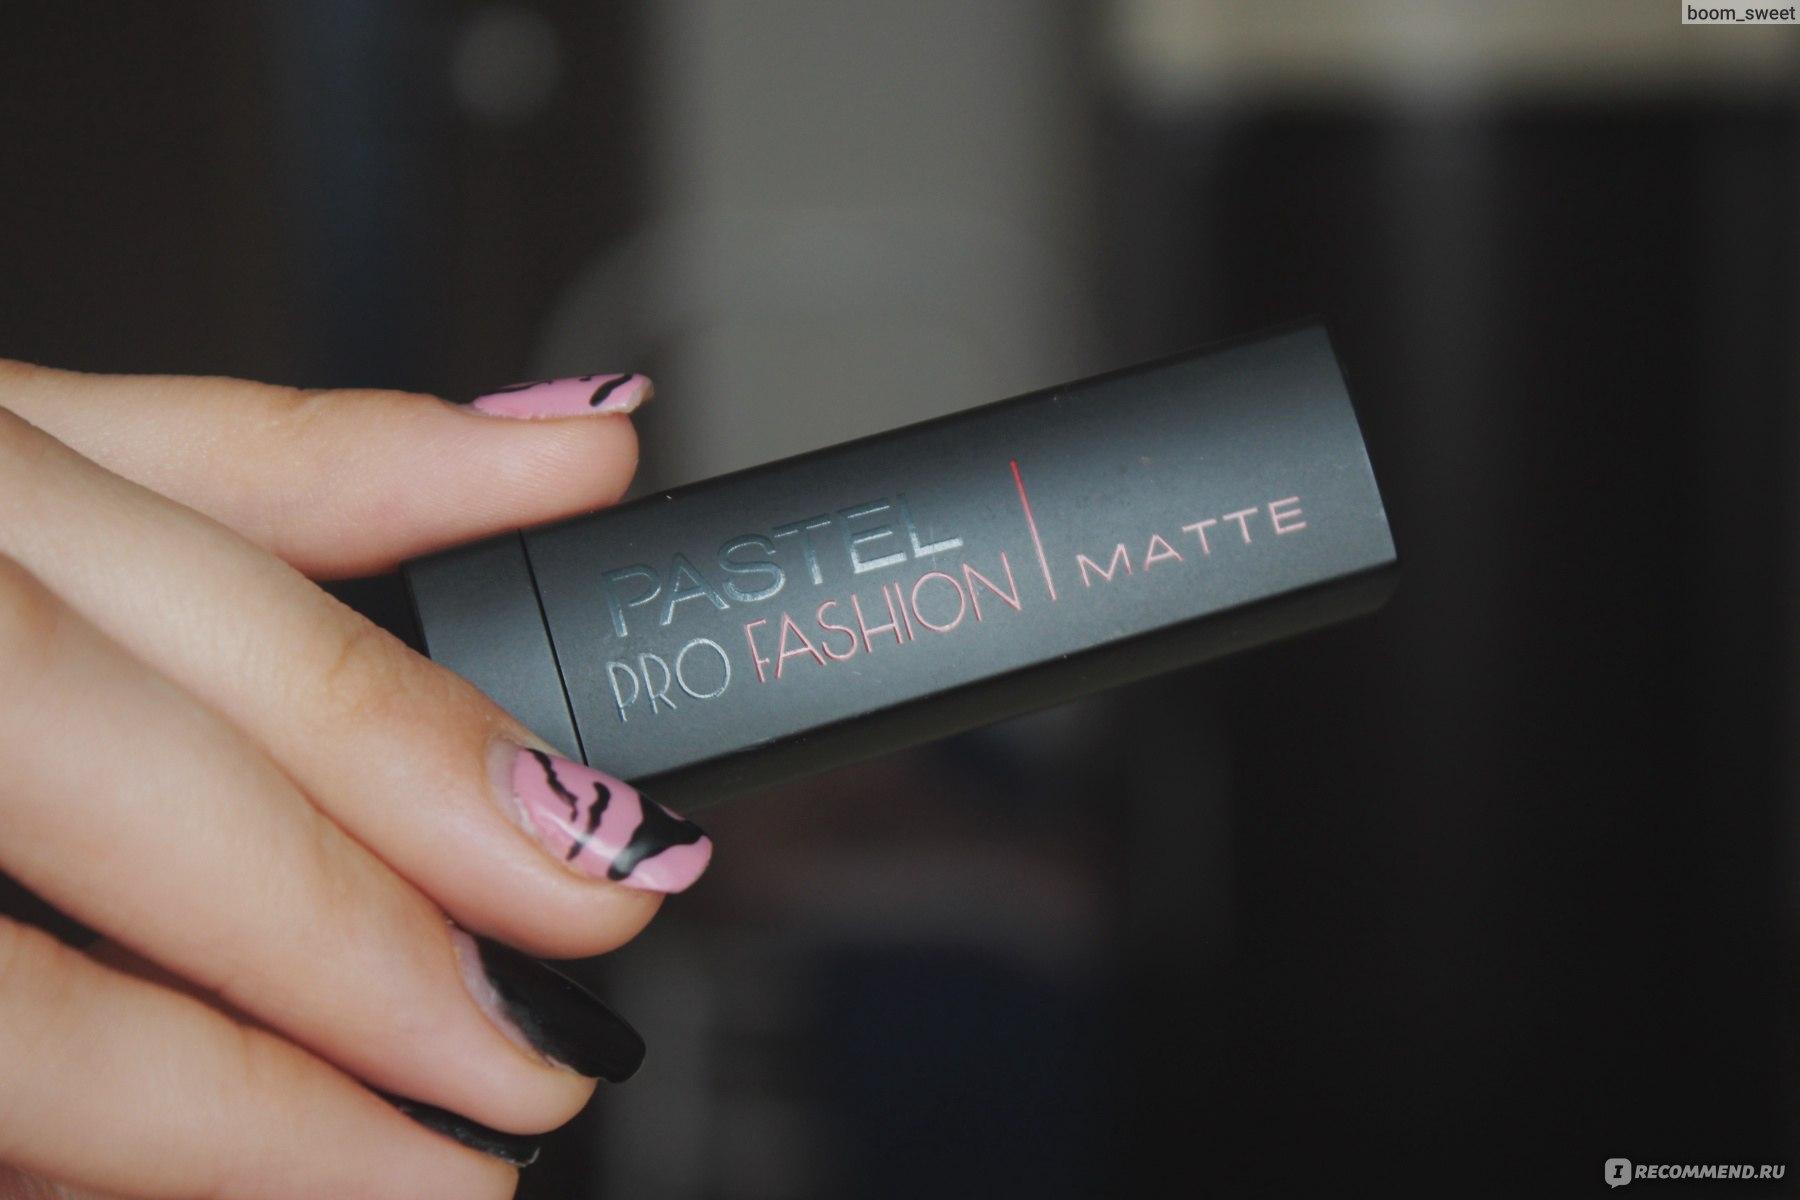 boom_sweet
PASTEL
PRO FASHION | MATTE
I RECOMMEND.RU